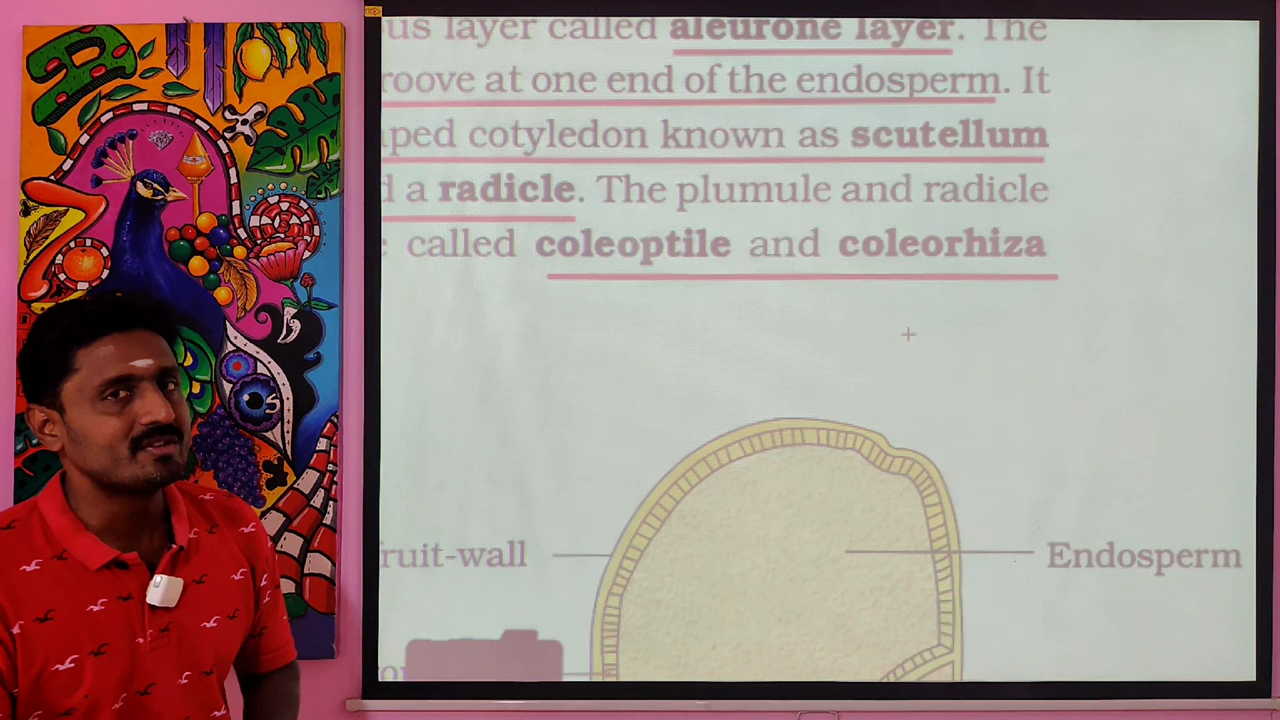 us layer called aleurone layer. The
roove at one end of the endosperm. It
aped cotyledon known as scutellum
d a radicle. The plumule and radicle
e called coleoptile and coleorhiza
fruit-wall
Endosperm